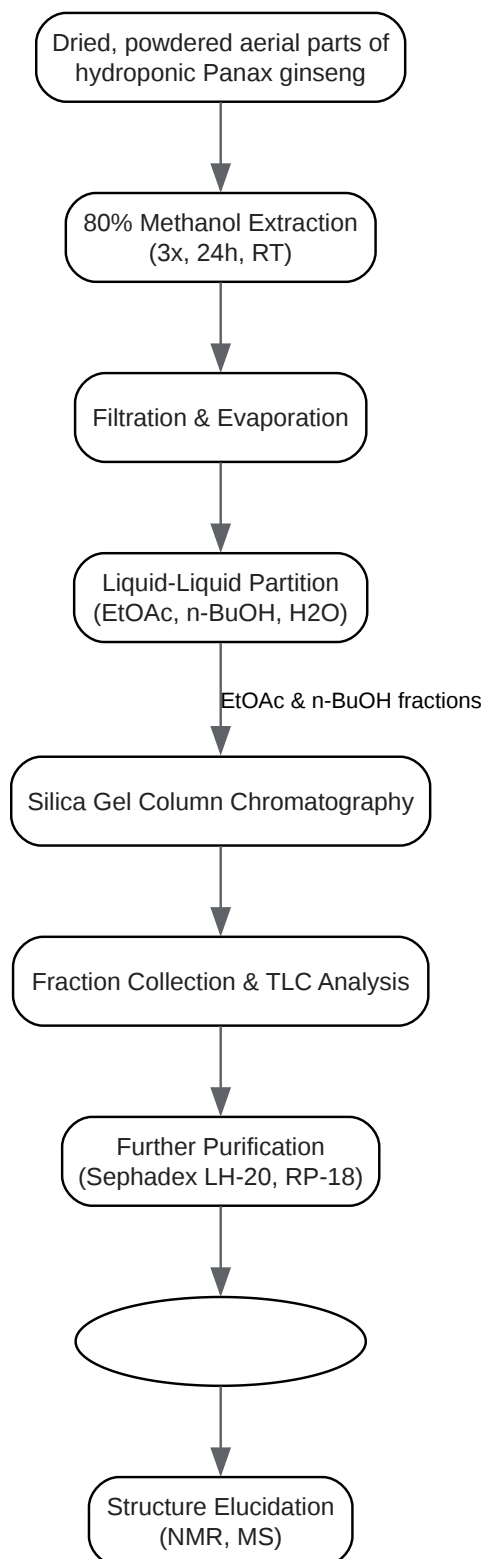 Dried, powdered aerial parts of
hydroponic Panax ginseng
80% Methanol Extraction
(3x, 24h, RT)
Filtration & Evaporation
Liquid-Liquid Partition
(EtOAc, n-BuOH, H2O)
EtOAc & n-BuOH fractions
Silica Gel Column Chromatography
Fraction Collection & TLC Analysis
Further Purification
(Sephadex LH-20, RP-18)
Structure Elucidation
(NMR, MS)